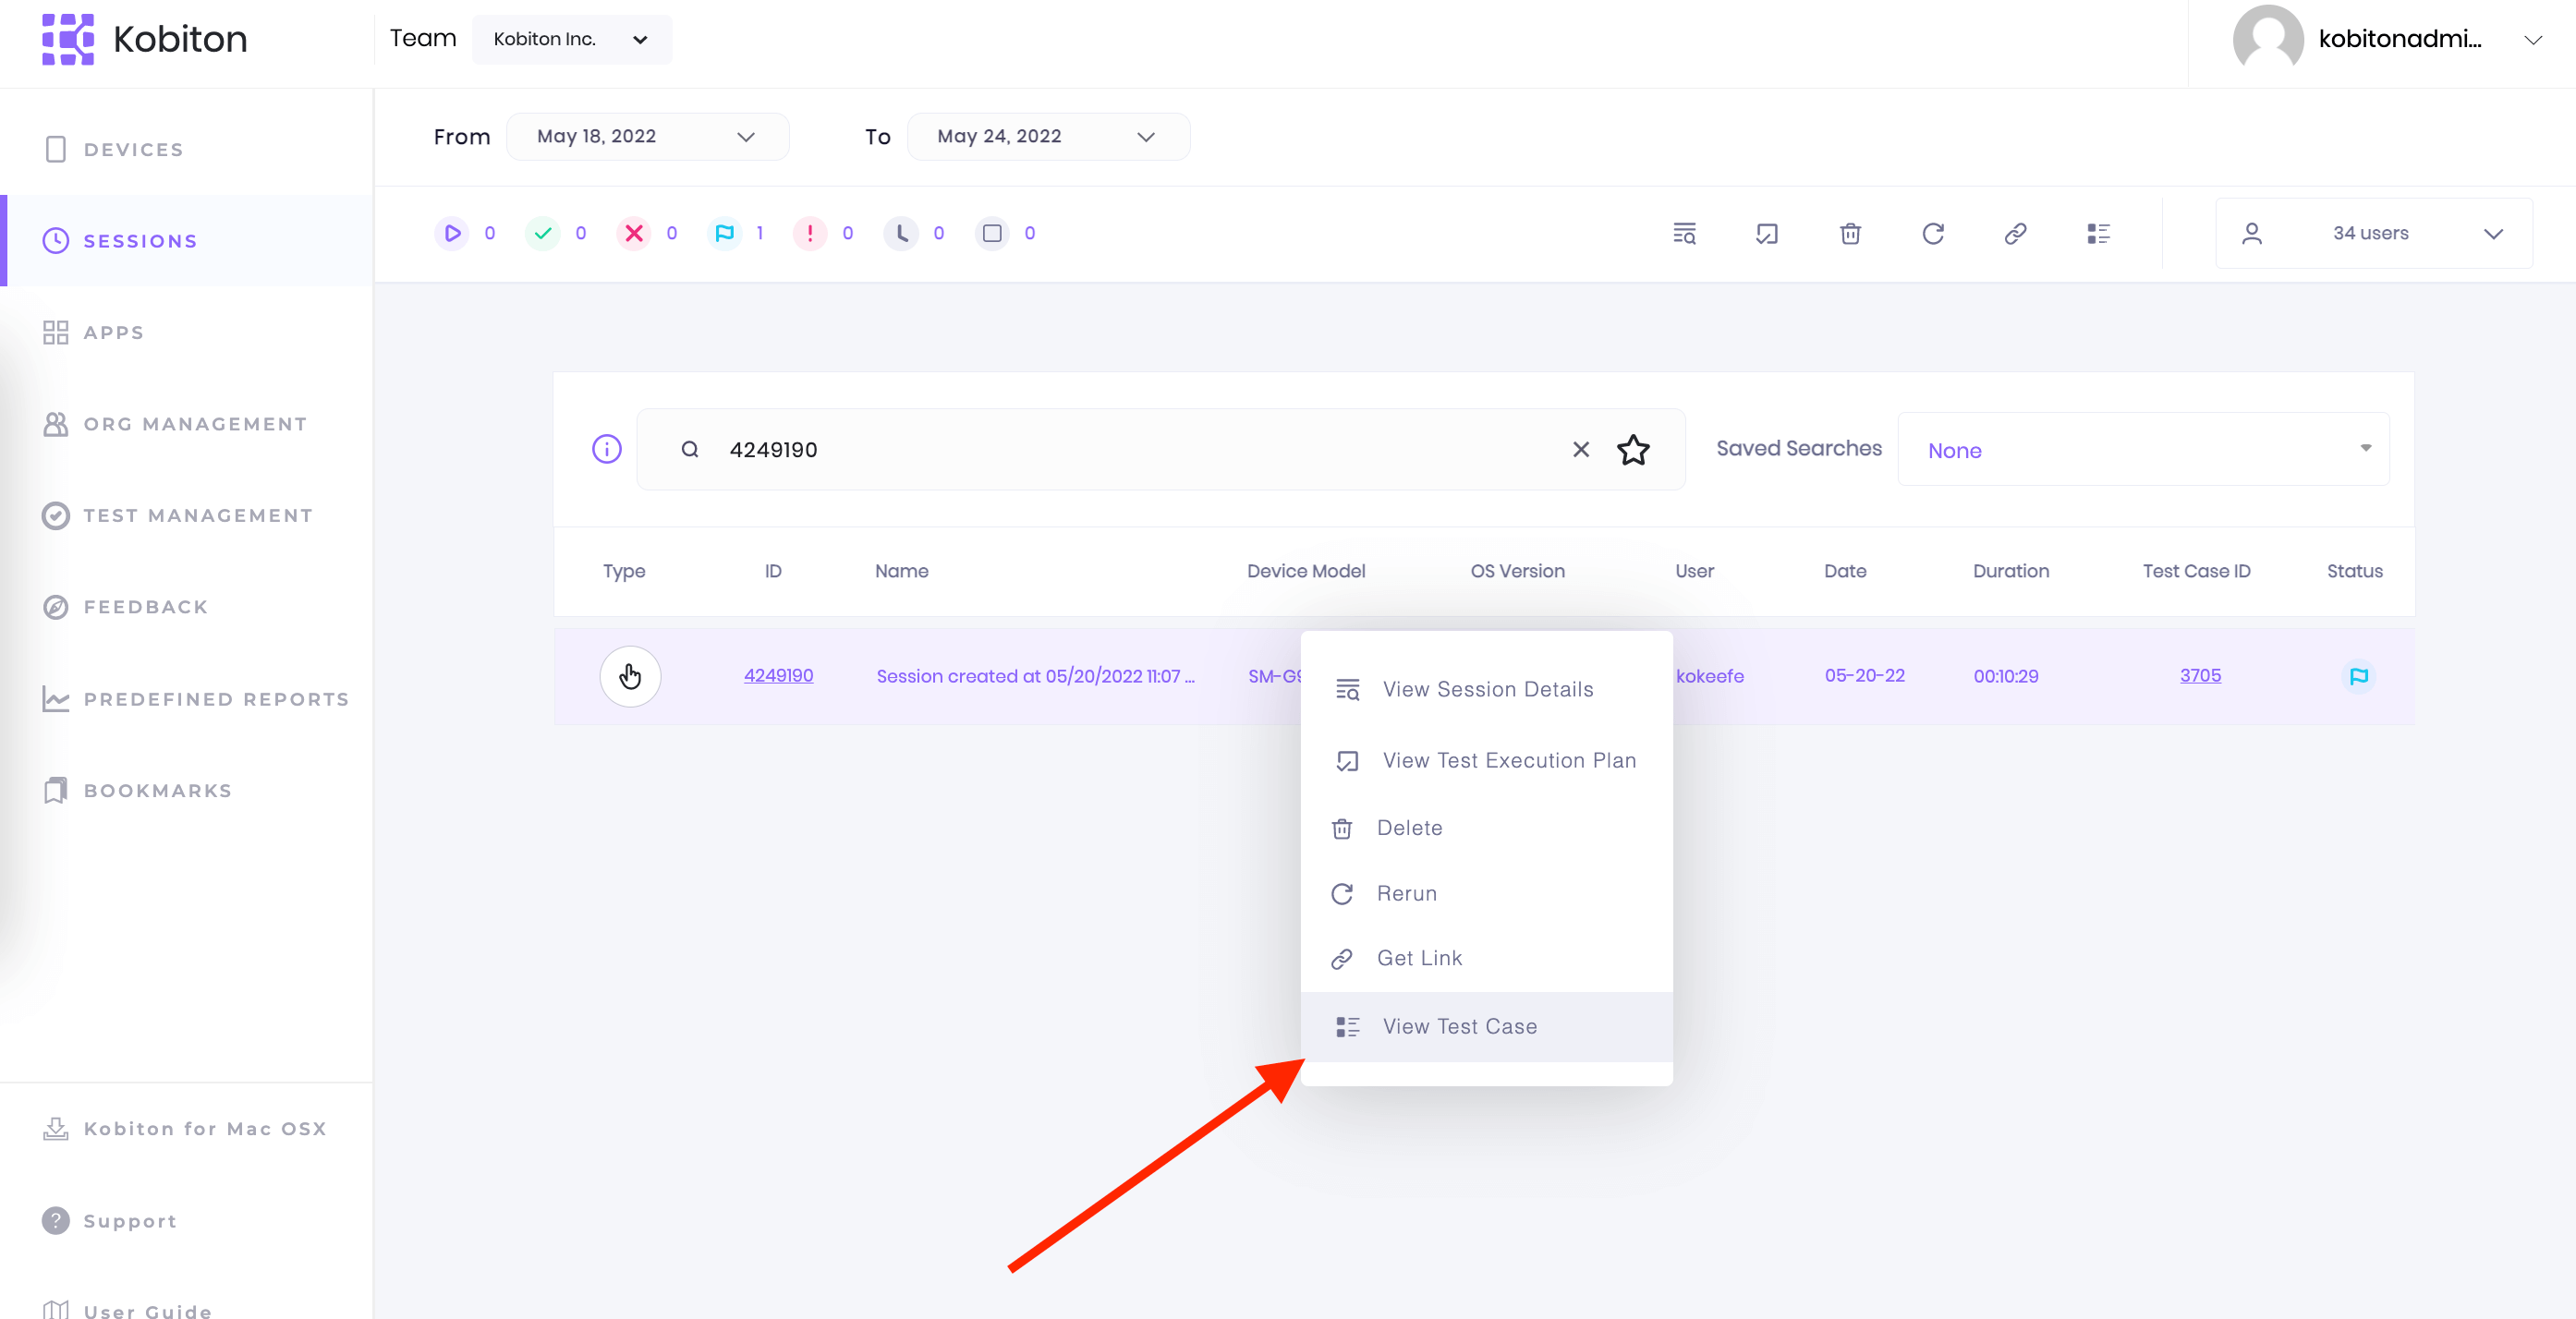 Kobiton
Team
Kobiton Inc.
kobitonadmi...
DEVICES
SESSIONS
APPS
ORG MANAGEMENT
TEST MANAGEMENT
FEEDBACK
PREDEFINED REPORTS
BOOKMARKS
Kobiton for Mac OSX
Support
User Guide
From May 18, 2022 To May 24, 2022
0 0 0 1 0 0 0
34 users
4249190
Saved Searches None
Type ID Name Device Model OS Version User Date Duration Test Case ID Status
4249190 Session created at 05/20/2022 11:07 ... SM-G9 kokeefe 05-20-22 00:10:29 3705
View Session Details
View Test Execution Plan
Delete
Rerun
Get Link
View Test Case